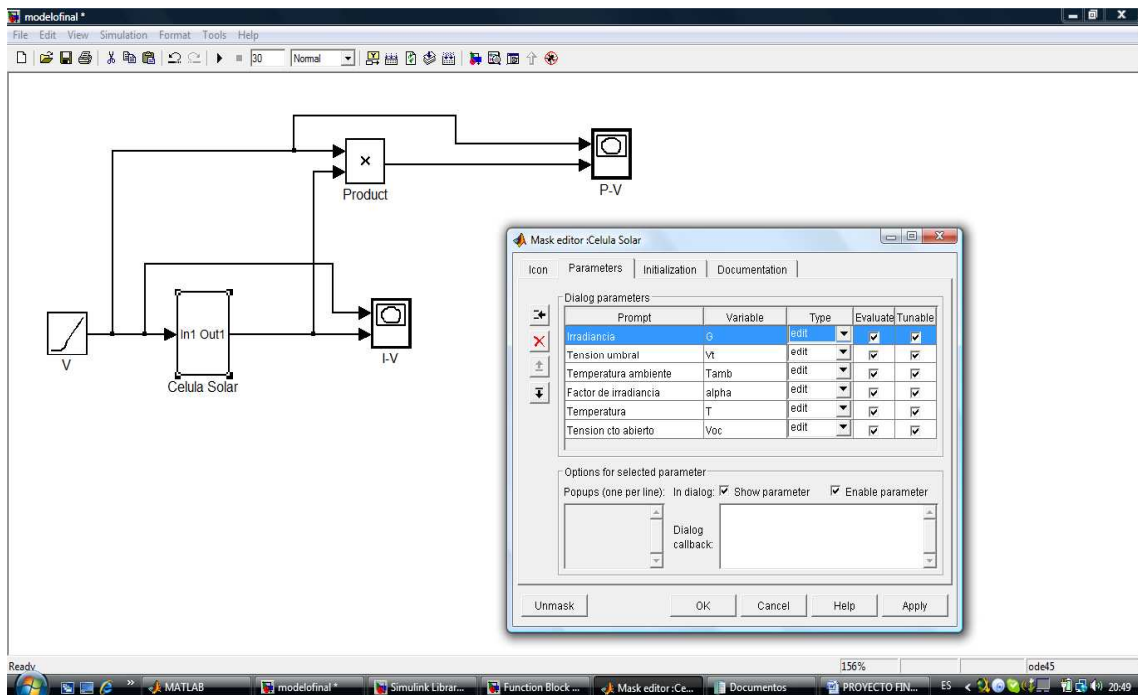 modelofinal *
File Edit View Simulation Format Tools Help
30 Normal
Product
P-V
V
In1 Out1
Celula Solar
I-V
Mask editor :Celula Solar
Icon Parameters Initialization Documentation
Dialog parameters
Prompt Variable Type Evaluate Tunable
Irradiancia G edit
Tension umbral Vt edit
Temperatura ambiente Tamb edit
Factor de irradiancia alpha edit
Temperatura T edit
Tension cto abierto Voc edit
Options for selected parameter
Popups (one per line): In dialog: Show parameter Enable parameter
Dialog
callback:
Unmask OK Cancel Help Apply
Ready 156% ode45
MATLAB modelofinal * Simulink Librar... Function Block ... Mask editor :Ce... Documentos PROYECTO FIN... ES 20:49